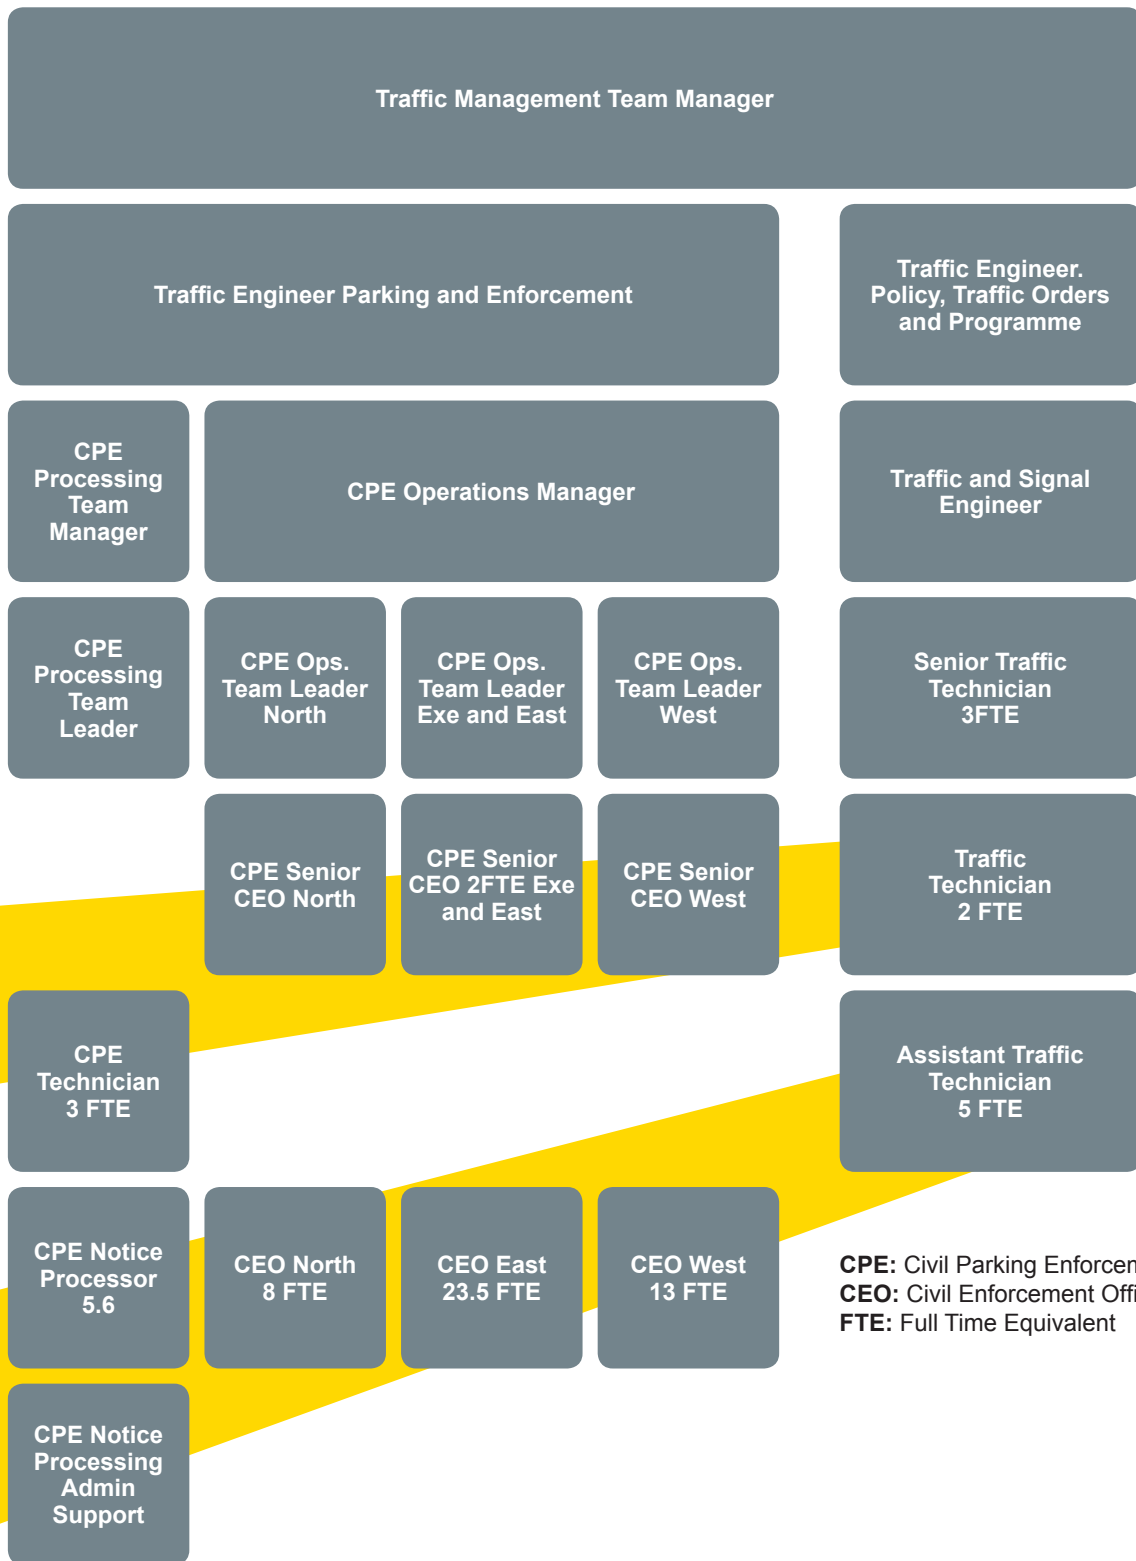 Traffic Management Team Manager
Traffic Engineer Parking and Enforcement
Traffic Engineer.
Policy, Traffic Orders
and Programme
CPE
Processing
Team
Manager
CPE Operations Manager
Traffic and Signal
Engineer
CPE
Processing
Team
Leader
CPE Ops.
Team Leader
North
CPE Ops.
Team Leader
Exe and East
CPE Ops.
Team Leader
West
Senior Traffic
Technician
3FTE
CPE Senior
CEO North
CPE Senior
CEO 2FTE Exe
and East
CPE Senior
CEO West
Traffic
Technician
2 FTE
CPE
Technician
3 FTE
Assistant Traffic
Technician
5 FTE
CPE Notice
Processor
5.6
CEO North
8 FTE
CEO East
23.5 FTE
CEO West
13 FTE
CPE: Civil Parking Enforcem
CEO: Civil Enforcement Offi
FTE: Full Time Equivalent
CPE Notice
Processing
Admin
Support